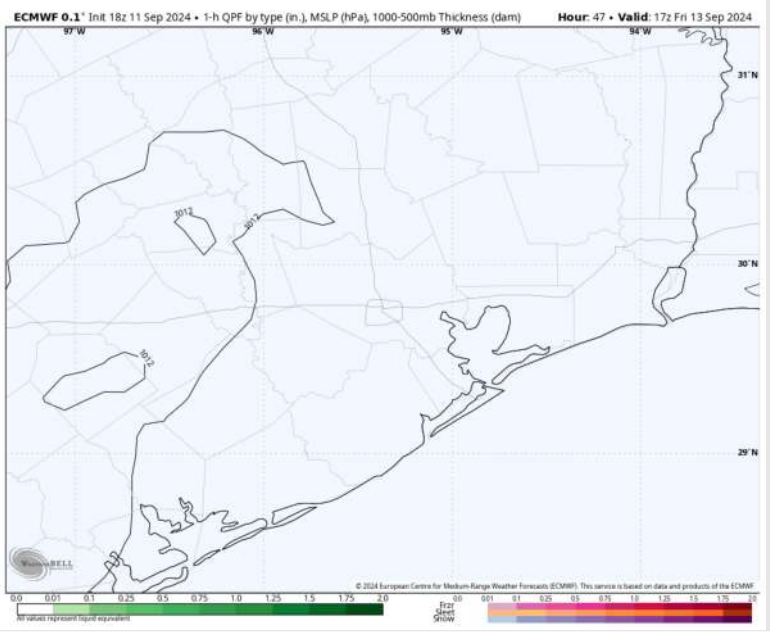 ECMWF 0.1° Init 18z 11 Sep 2024 • 1-h QPF by type (in.), MSLP (hPa), 1000-500mb Thickness (dam) Hour: 47 • Valid: 17z Fri 13 Sep 2024
97°W 96°W 95°W 94°W
31°N
1012 1012
30°N
1012
29°N
WeatherBELL
© 2024 European Centre for Medium-Range Weather Forecasts (ECMWF). This service is based on data and products of the ECMWF
0.0 0.01 0.1 0.25 0.5 1.0 1.25 1.5 1.75 2.0 0.0 0.01 0.1 0.25 0.5 1.0 1.25 1.5 1.75 2.0
Frzr
Sleet
Snow
All values represent liquid equivalent